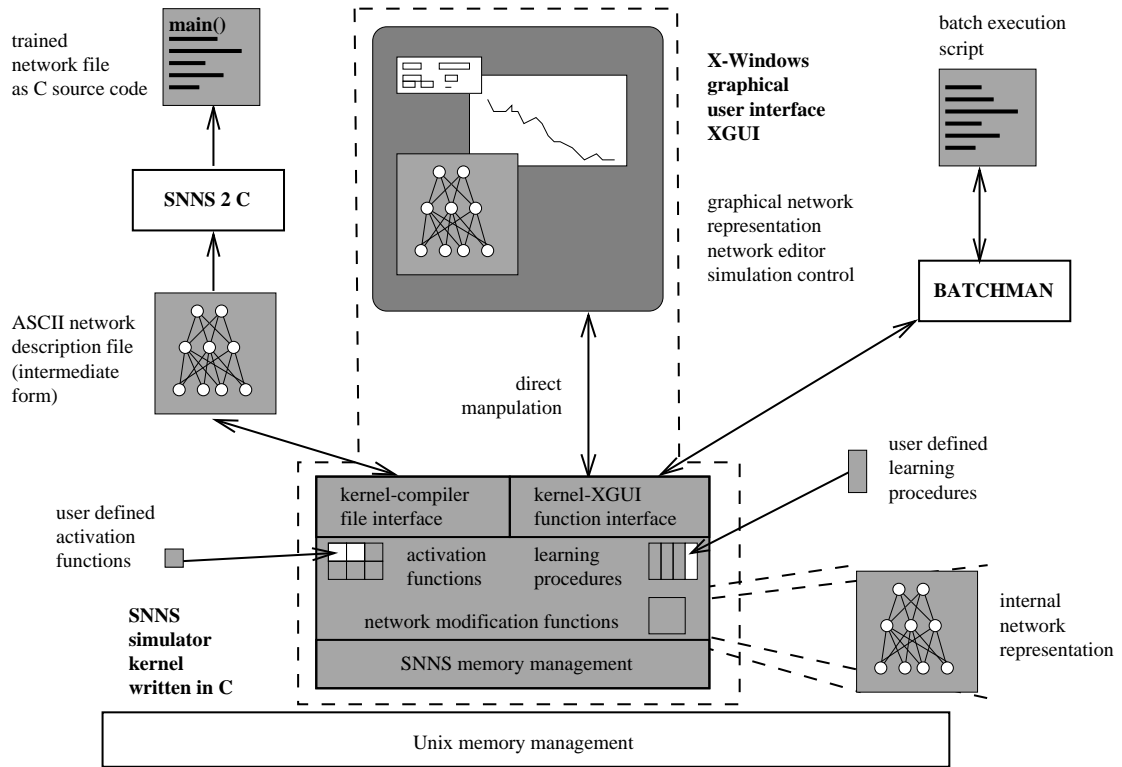 trained
network file
as C source code
main()
SNNS 2 C
ASCII network
description file
(intermediate
form)
X-Windows
graphical
user interface
XGUI
graphical network
representation
network editor
simulation control
batch execution
script
BATCHMAN
direct
manpulation
user defined
learning
procedures
kernel-compiler
file interface
kernel-XGUI
function interface
user defined
activation
functions
activation
functions
learning
procedures
network modification functions
SNNS memory management
SNNS
simulator
kernel
written in C
internal
network
representation
Unix memory management